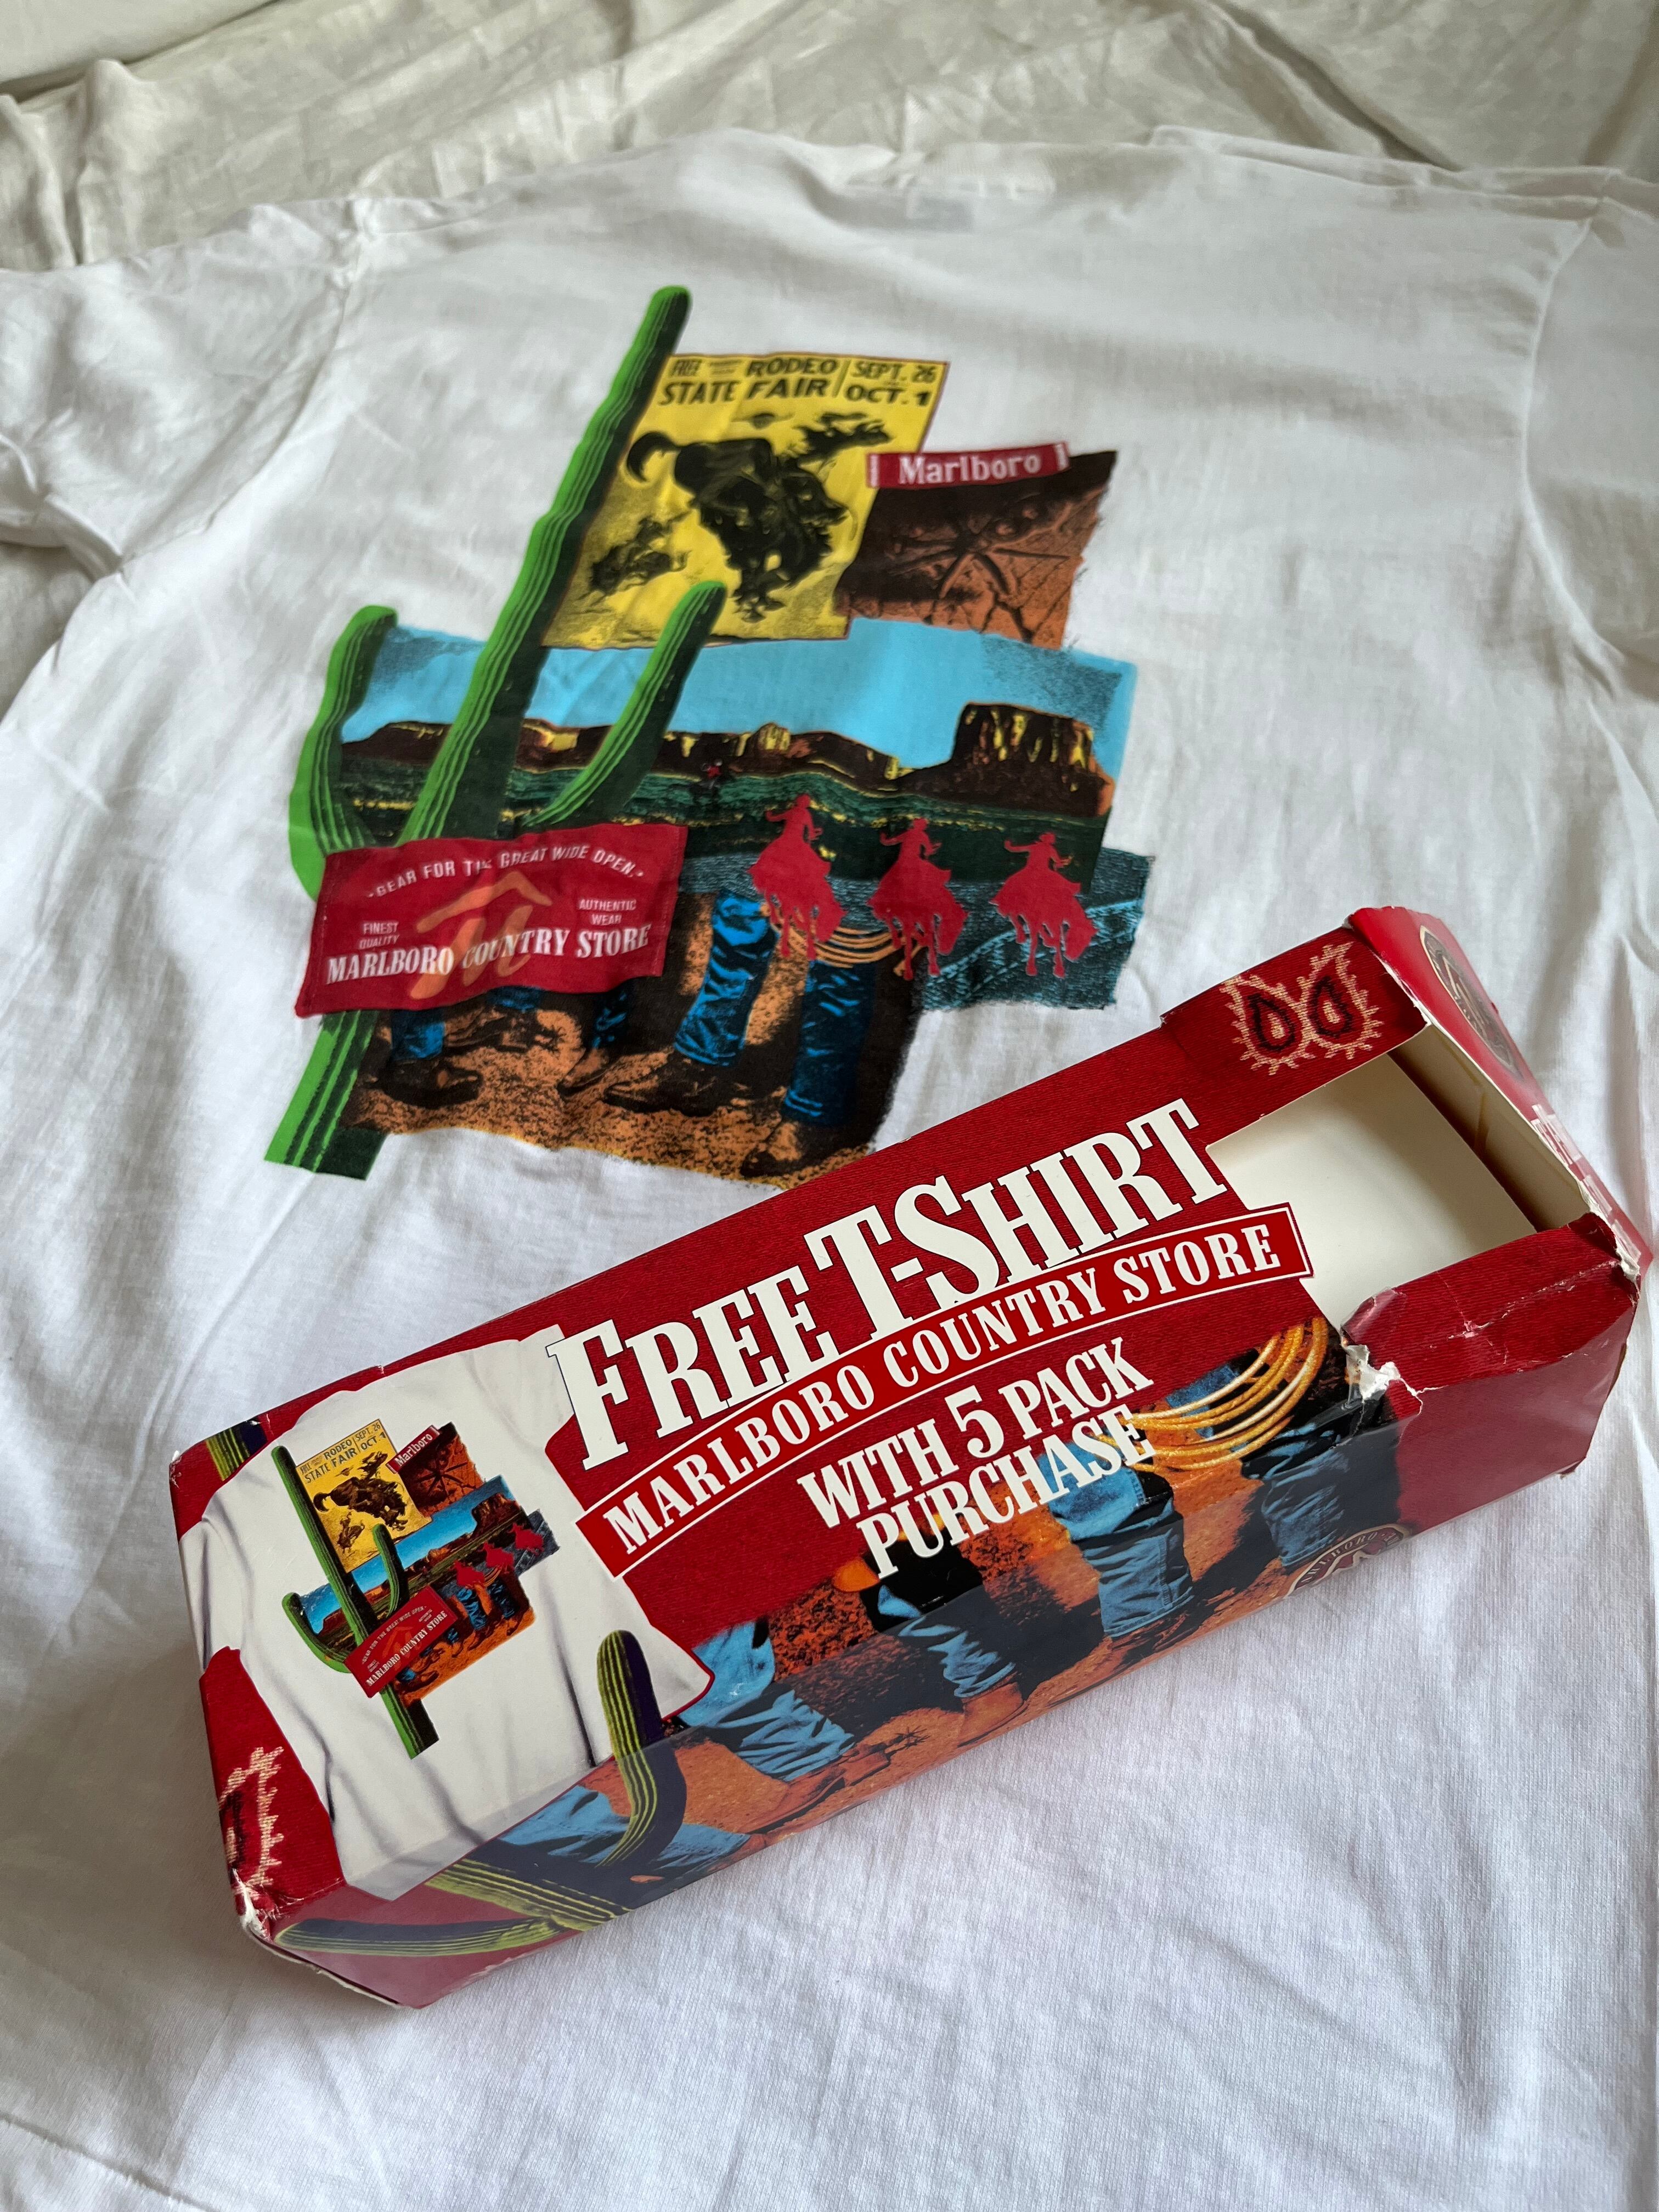 RODEO
STATE FAIR
SEPT. 26
OCT. 1
Marlboro
"GEAR FOR THE GREAT WIDE OPEN."
FINEST
QUALITY
AUTHENTIC
WEAR
MARLBORO COUNTRY STORE
FREE T-SHIRT
MARLBORO COUNTRY STORE
WITH 5 PACK
PURCHASE
RODEO
STATE FAIR
SEPT. 26
OCT. 1
Marlboro
MARLBORO COUNTRY STORE